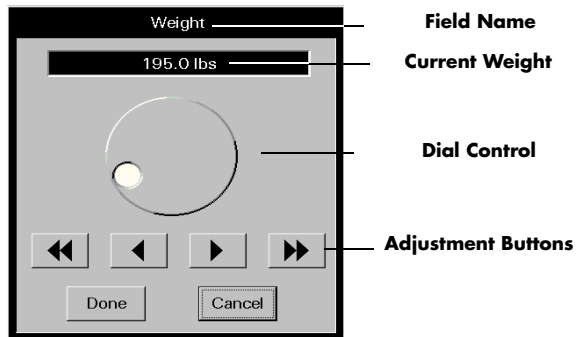 Weight
Field Name
195.0 lbs
Current Weight
Dial Control
Adjustment Buttons
Done
Cancel